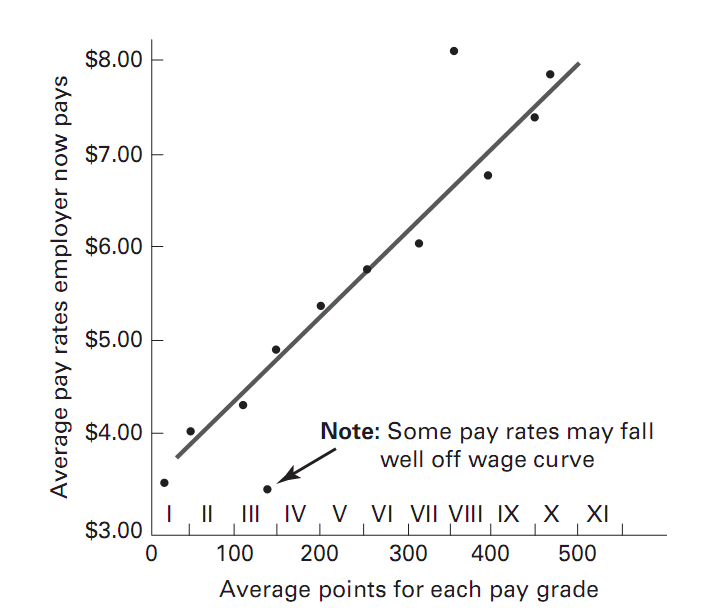 Average pay rates employer now pays
$8.00
$7.00
$6.00
$5.00
$4.00
$3.00
Note: Some pay rates may fall
well off wage curve
I II III IV V VI VII VIII IX X XI
0 100 200 300 400 500
Average points for each pay grade